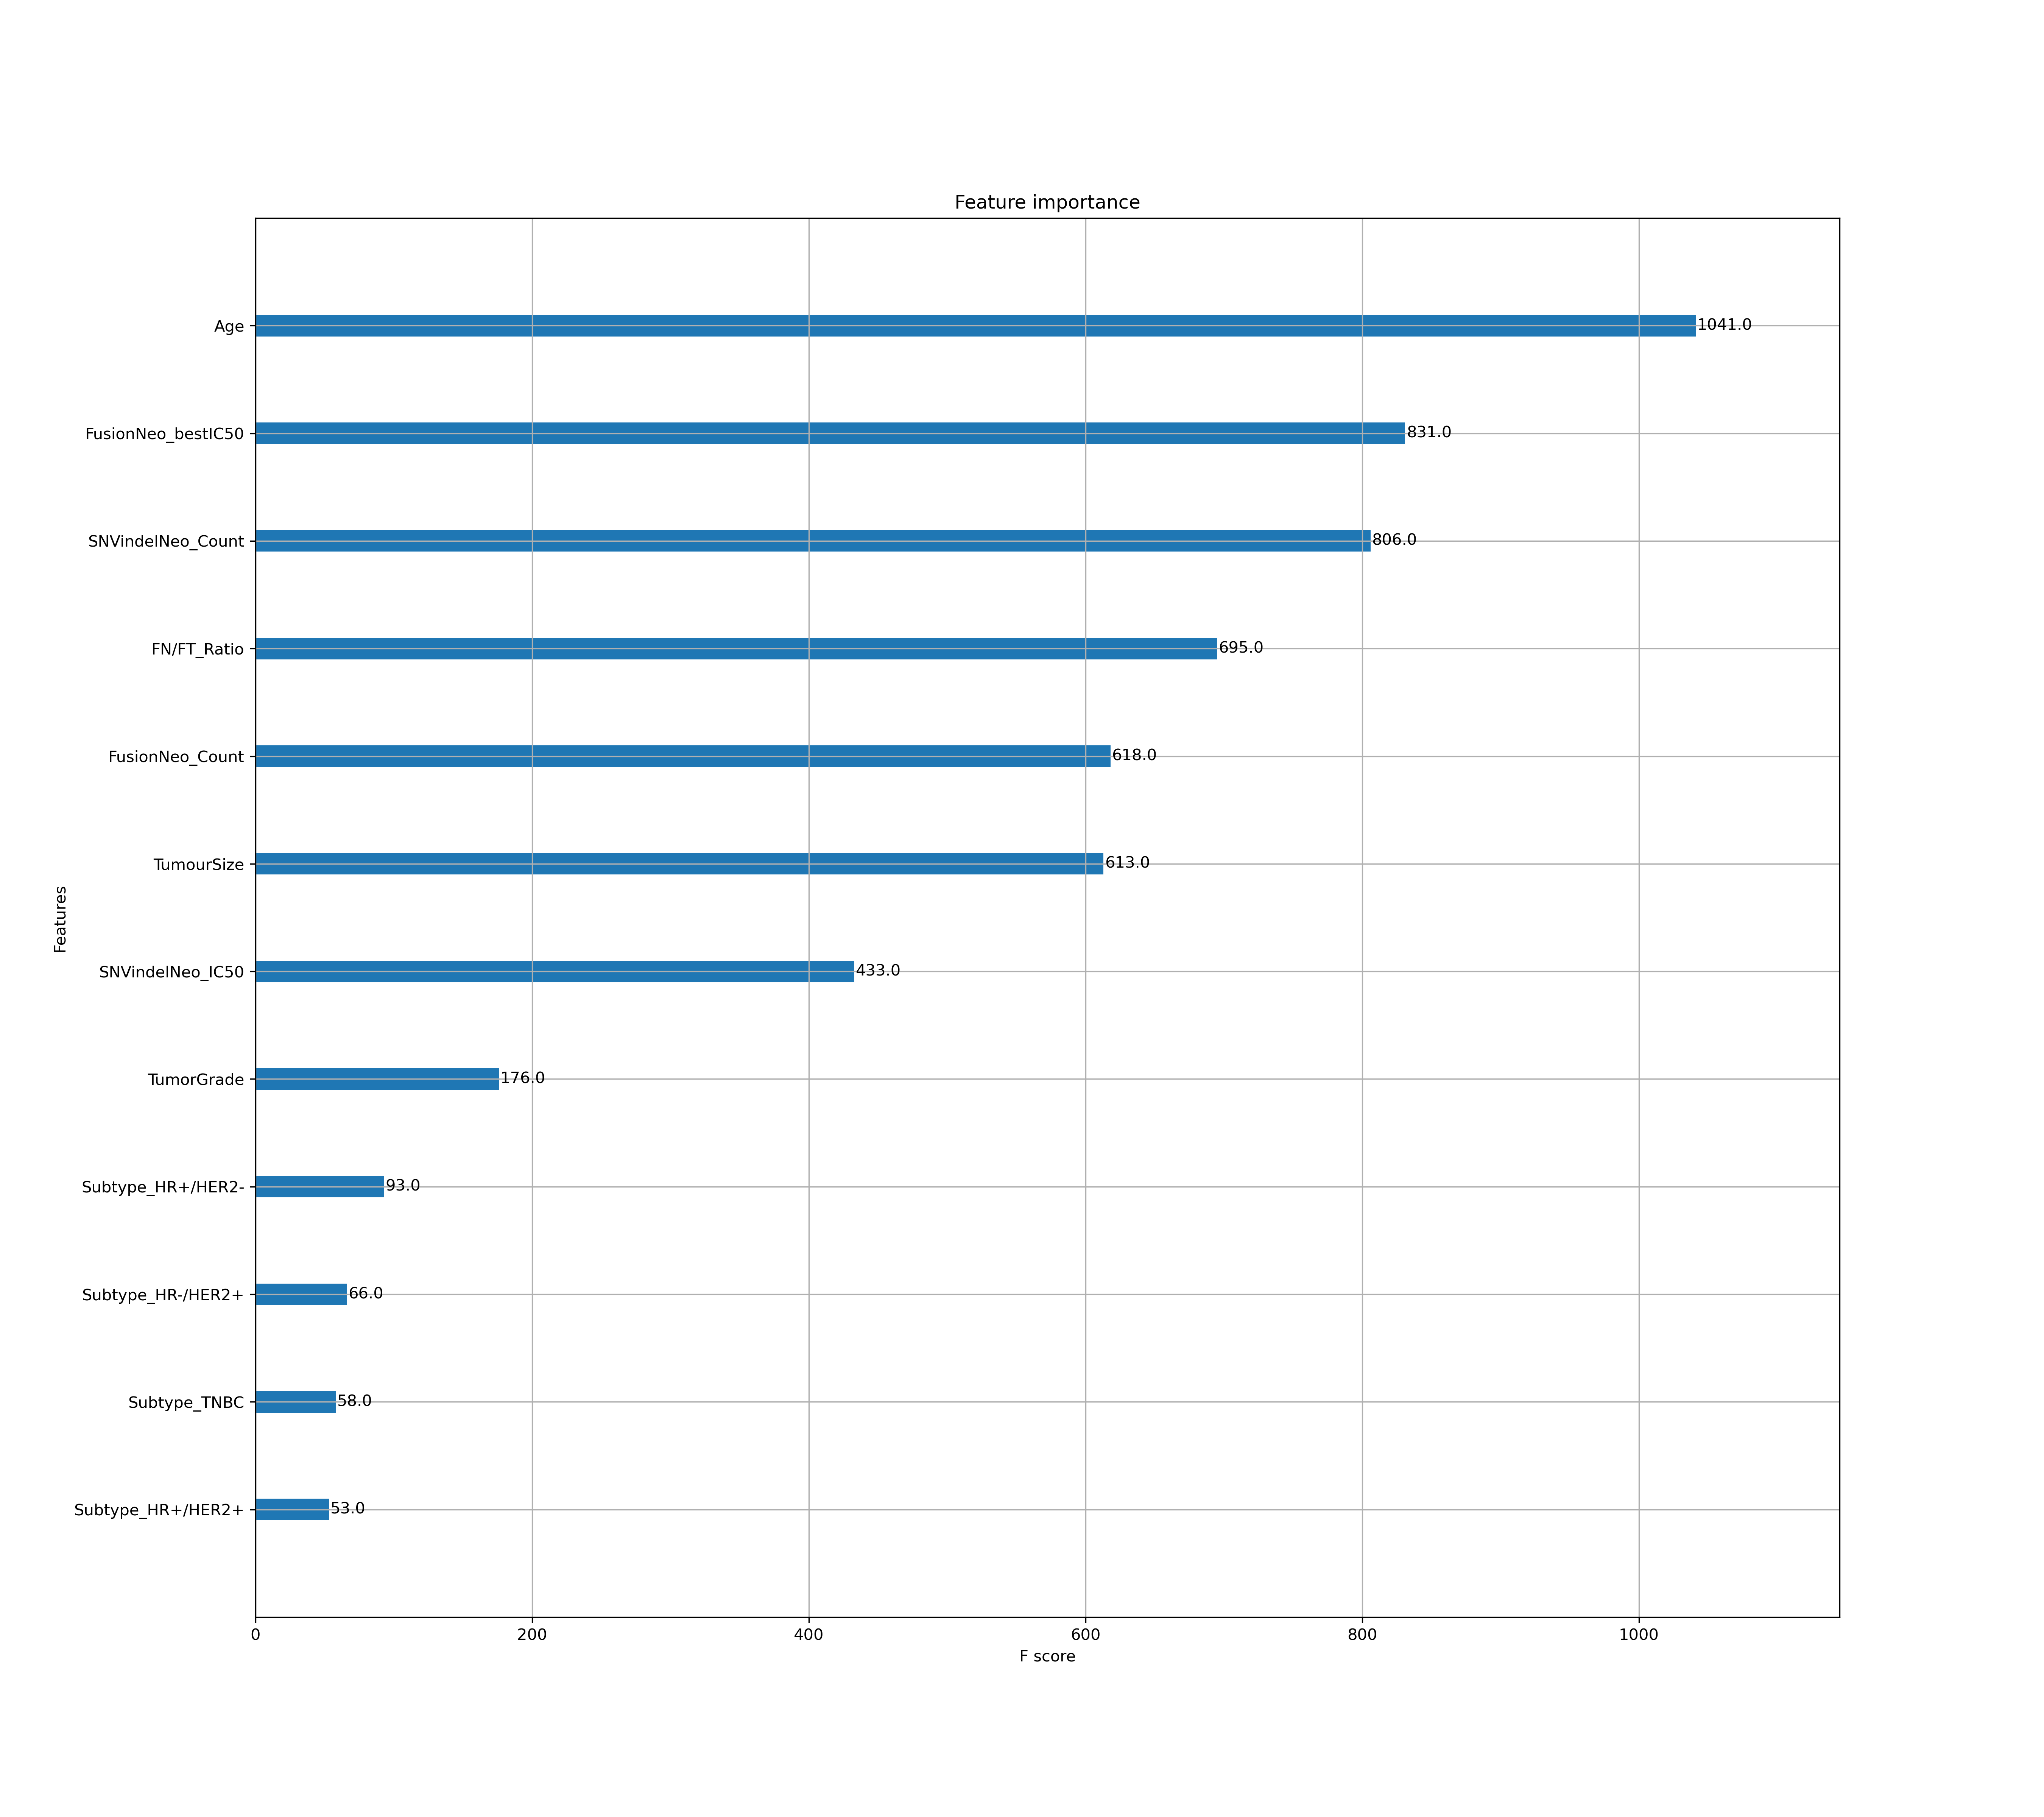 Feature importance
Age
1041.0
FusionNeo_bestIC50
831.0
SNVindelNeo_Count
806.0
FN/FT_Ratio
695.0
FusionNeo_Count
618.0
TumourSize
613.0
SNVindelNeo_IC50
433.0
TumorGrade
176.0
Subtype_HR+/HER2-
93.0
Subtype_HR-/HER2+
66.0
Subtype_TNBC
58.0
Subtype_HR+/HER2+
53.0
Features
0 200 400 600 800 1000
F score